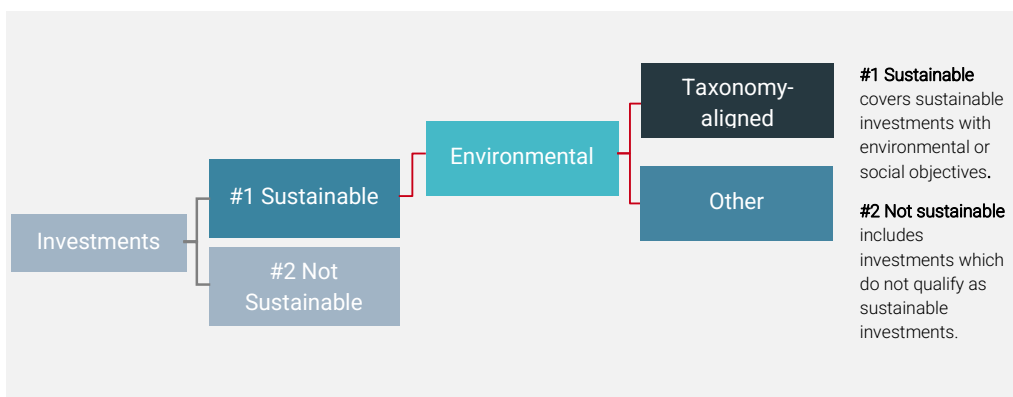 Investments
#1 Sustainable
#2 Not
Sustainable
Environmental
Taxonomy-
aligned
Other
#1 Sustainable
covers sustainable
investments with
environmental or
social objectives.
#2 Not sustainable
includes
investments which
do not qualify as
sustainable
investments.